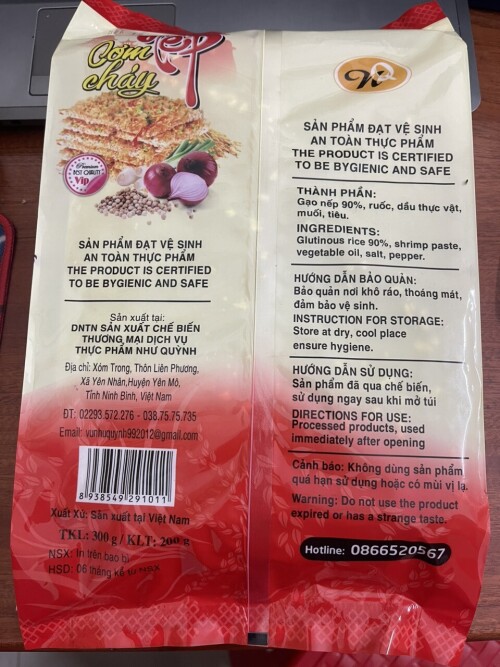 Cơm
cháy
Tép
Premium
BEST QUALITY
Vip
SẢN PHẨM ĐẠT VỆ SINH
AN TOÀN THỰC PHẨM
THE PRODUCT IS CERTIFIED
TO BE BYGIENIC AND SAFE
Sản xuất tại:
DNTN SẢN XUẤT CHẾ BIẾN
THƯƠNG MẠI DỊCH VỤ
THỰC PHẨM NHƯ QUỲNH
Địa chỉ: Xóm Trong, Thôn Liên Phương,
Xã Yên Nhân,Huyện Yên Mô,
Tỉnh Ninh Bình, Việt Nam
ĐT: 02293.572.276 - 038.75.75.735
Email: vunhuquynh992012@gmail.com
8 938549 291011
Xuất Xứ: Sản xuất tại Việt Nam
TKL: 300 g / KLT: 200 g
NSX: In trên bao bì
HSD: 06 tháng kể từ NSX
SẢN PHẨM ĐẠT VỆ SINH
AN TOÀN THỰC PHẨM
THE PRODUCT IS CERTIFIED
TO BE BYGIENIC AND SAFE
THÀNH PHẦN:
Gạo nếp 90%, ruốc, dầu thực vật,
muối, tiêu.
INGREDIENTS:
Glutinous rice 90%, shrimp paste,
vegetable oil, salt, pepper.
HƯỚNG DẪN BẢO QUẢN:
Bảo quản nơi khô ráo, thoáng mát,
đảm bảo vệ sinh.
INSTRUCTION FOR STORAGE:
Store at dry, cool place
ensure hygiene.
HƯỚNG DẪN SỬ DỤNG:
Sản phẩm đã qua chế biến,
sử dụng ngay sau khi mở túi
DIRECTIONS FOR USE:
Processed products, used
immediately after opening
Cảnh báo: Không dùng sản phẩm
quá hạn sử dụng hoặc có mùi vị lạ.
Warning: Do not use the product
expired or has a strange taste.
Hotline: 0866520567